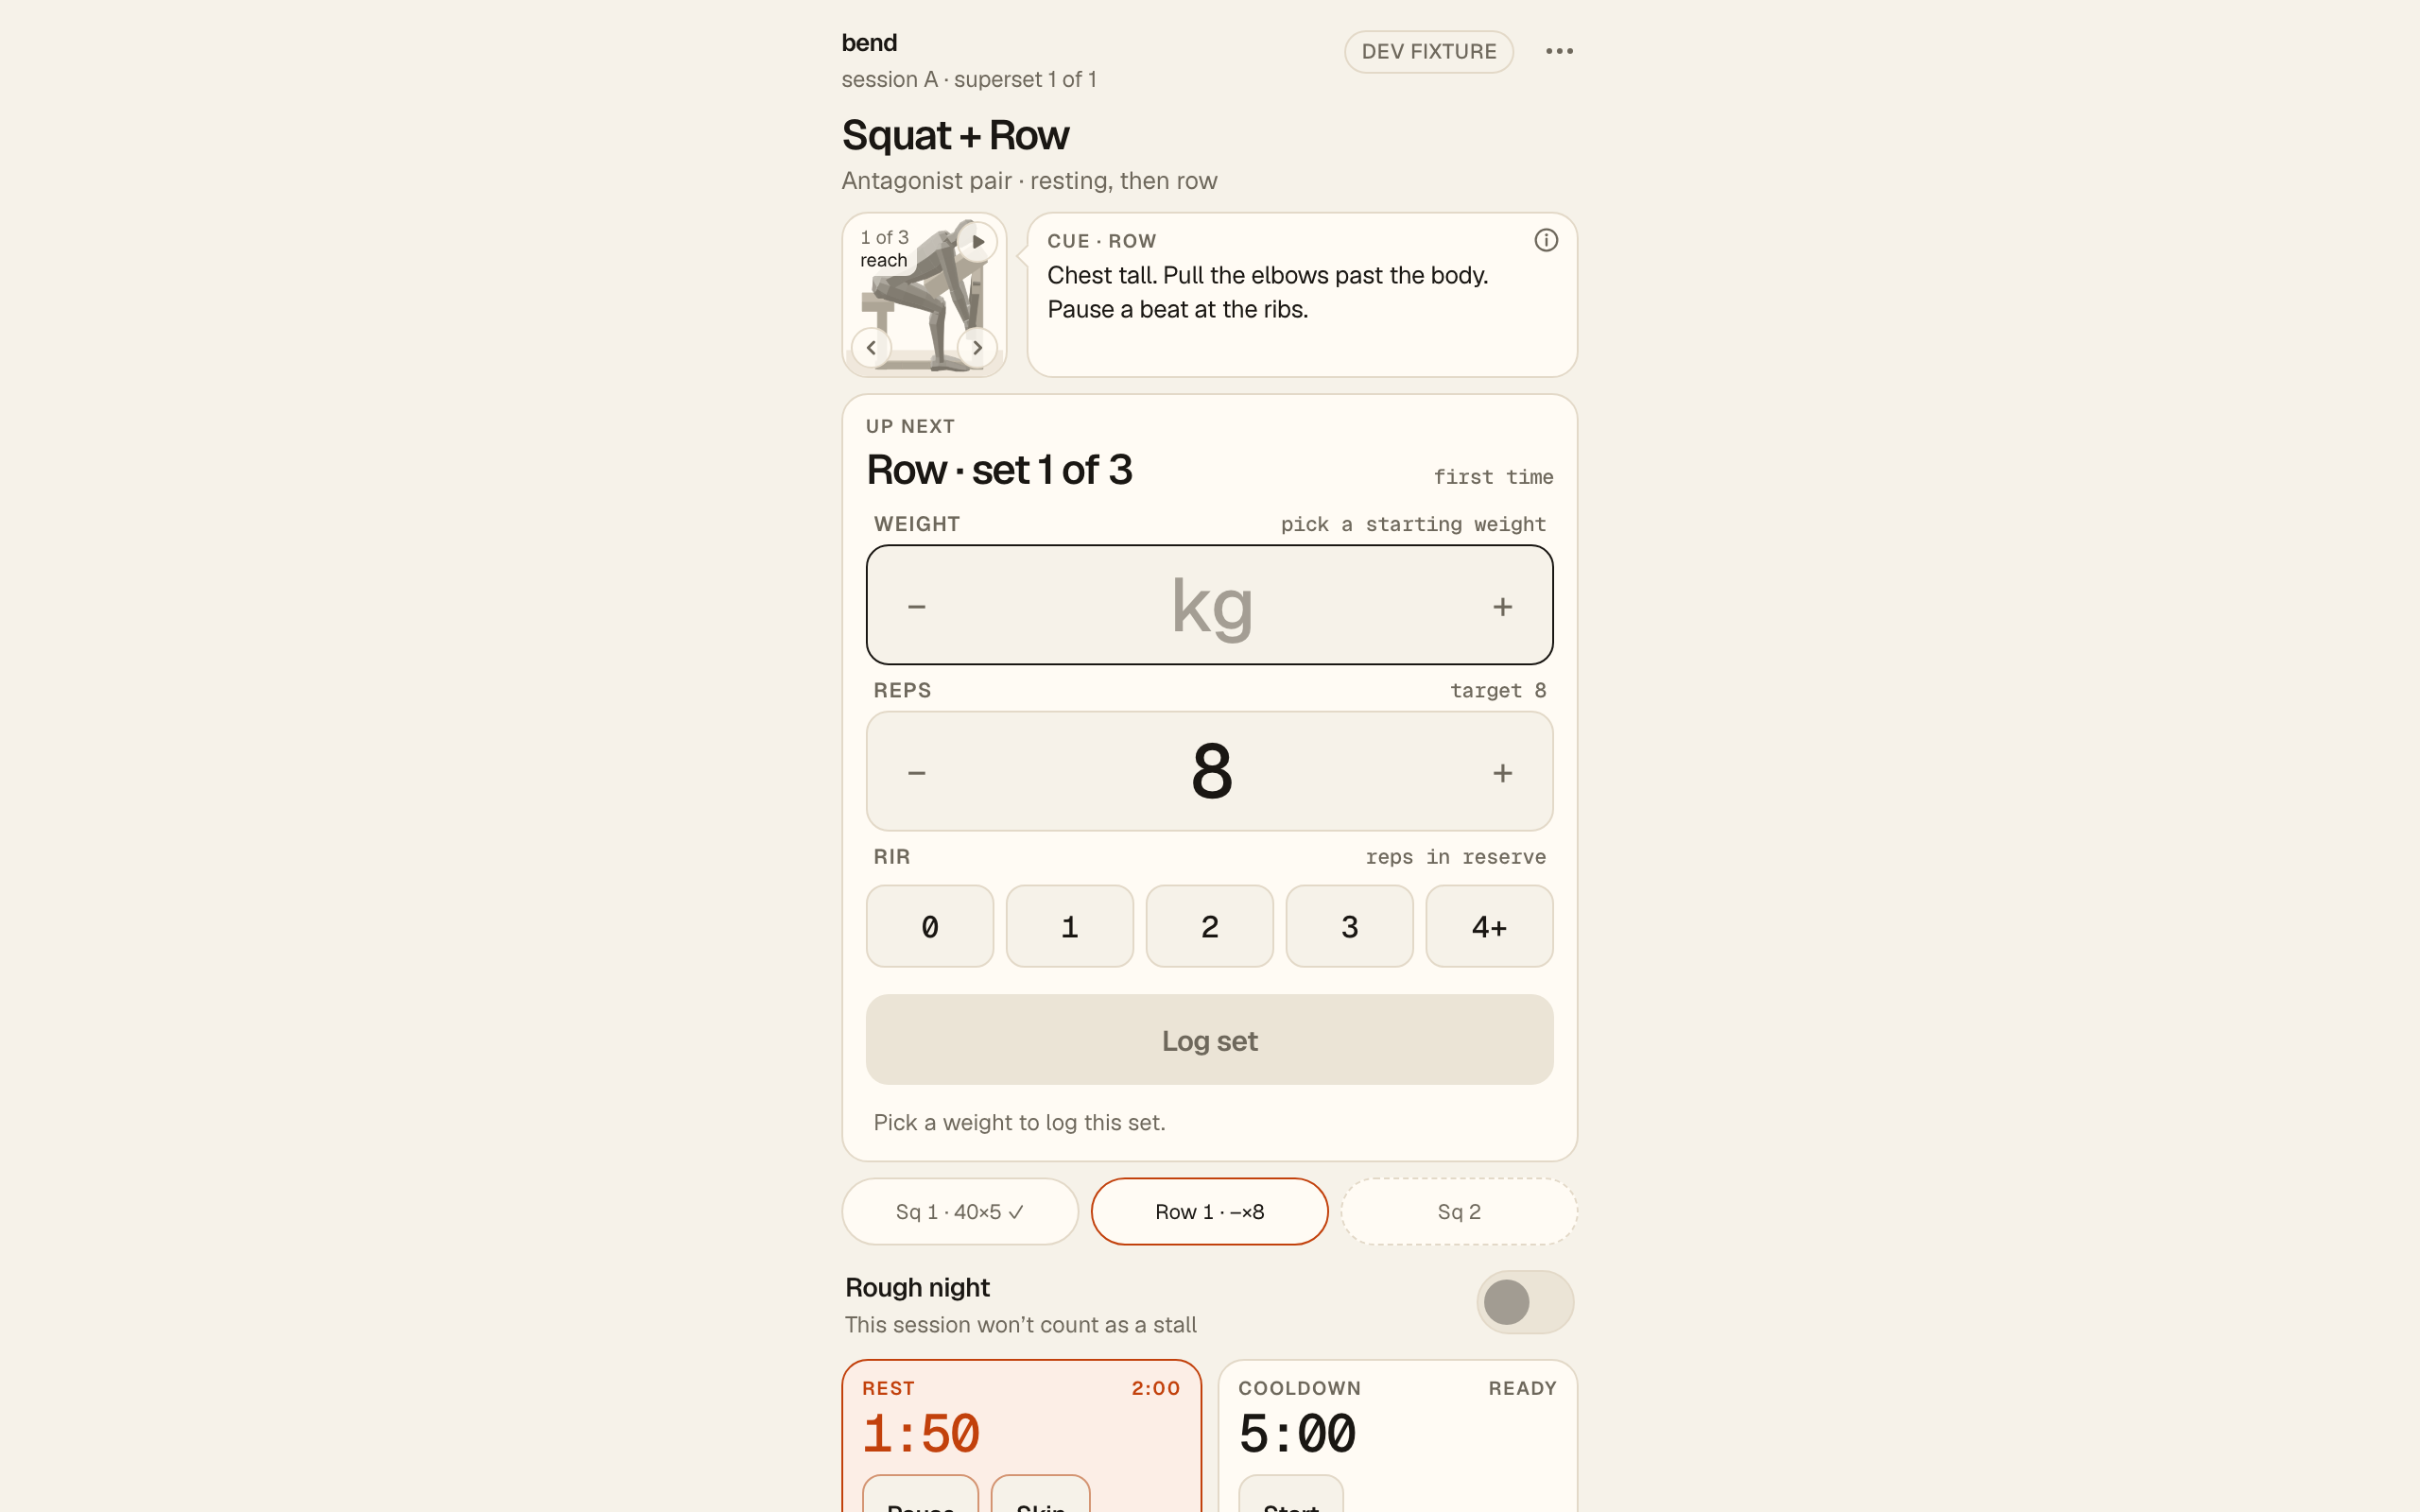 bend
DEV FIXTURE
session A · superset 1 of 1
Squat + Row
Antagonist pair · resting, then row
1 of 3
reach
CUE · ROW
Chest tall. Pull the elbows past the body.
Pause a beat at the ribs.
UP NEXT
Row · set 1 of 3
first time
WEIGHT
pick a starting weight
− kg +
REPS
target 8
− 8 +
RIR
reps in reserve
0 1 2 3 4+
Log set
Pick a weight to log this set.
Sq 1 · 40×5 ✓
Row 1 · –×8
Sq 2
Rough night
This session won’t count as a stall
REST 2:00
1:50
Pause Skip
COOLDOWN READY
5:00
Start